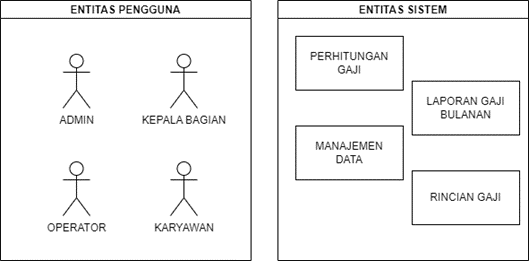 ENTITAS PENGGUNA
ADMIN
KEPALA BAGIAN
OPERATOR
KARYAWAN
ENTITAS SISTEM
PERHITUNGAN
GAJI
LAPORAN GAJI
BULANAN
MANAJEMEN
DATA
RINCIAN GAJI